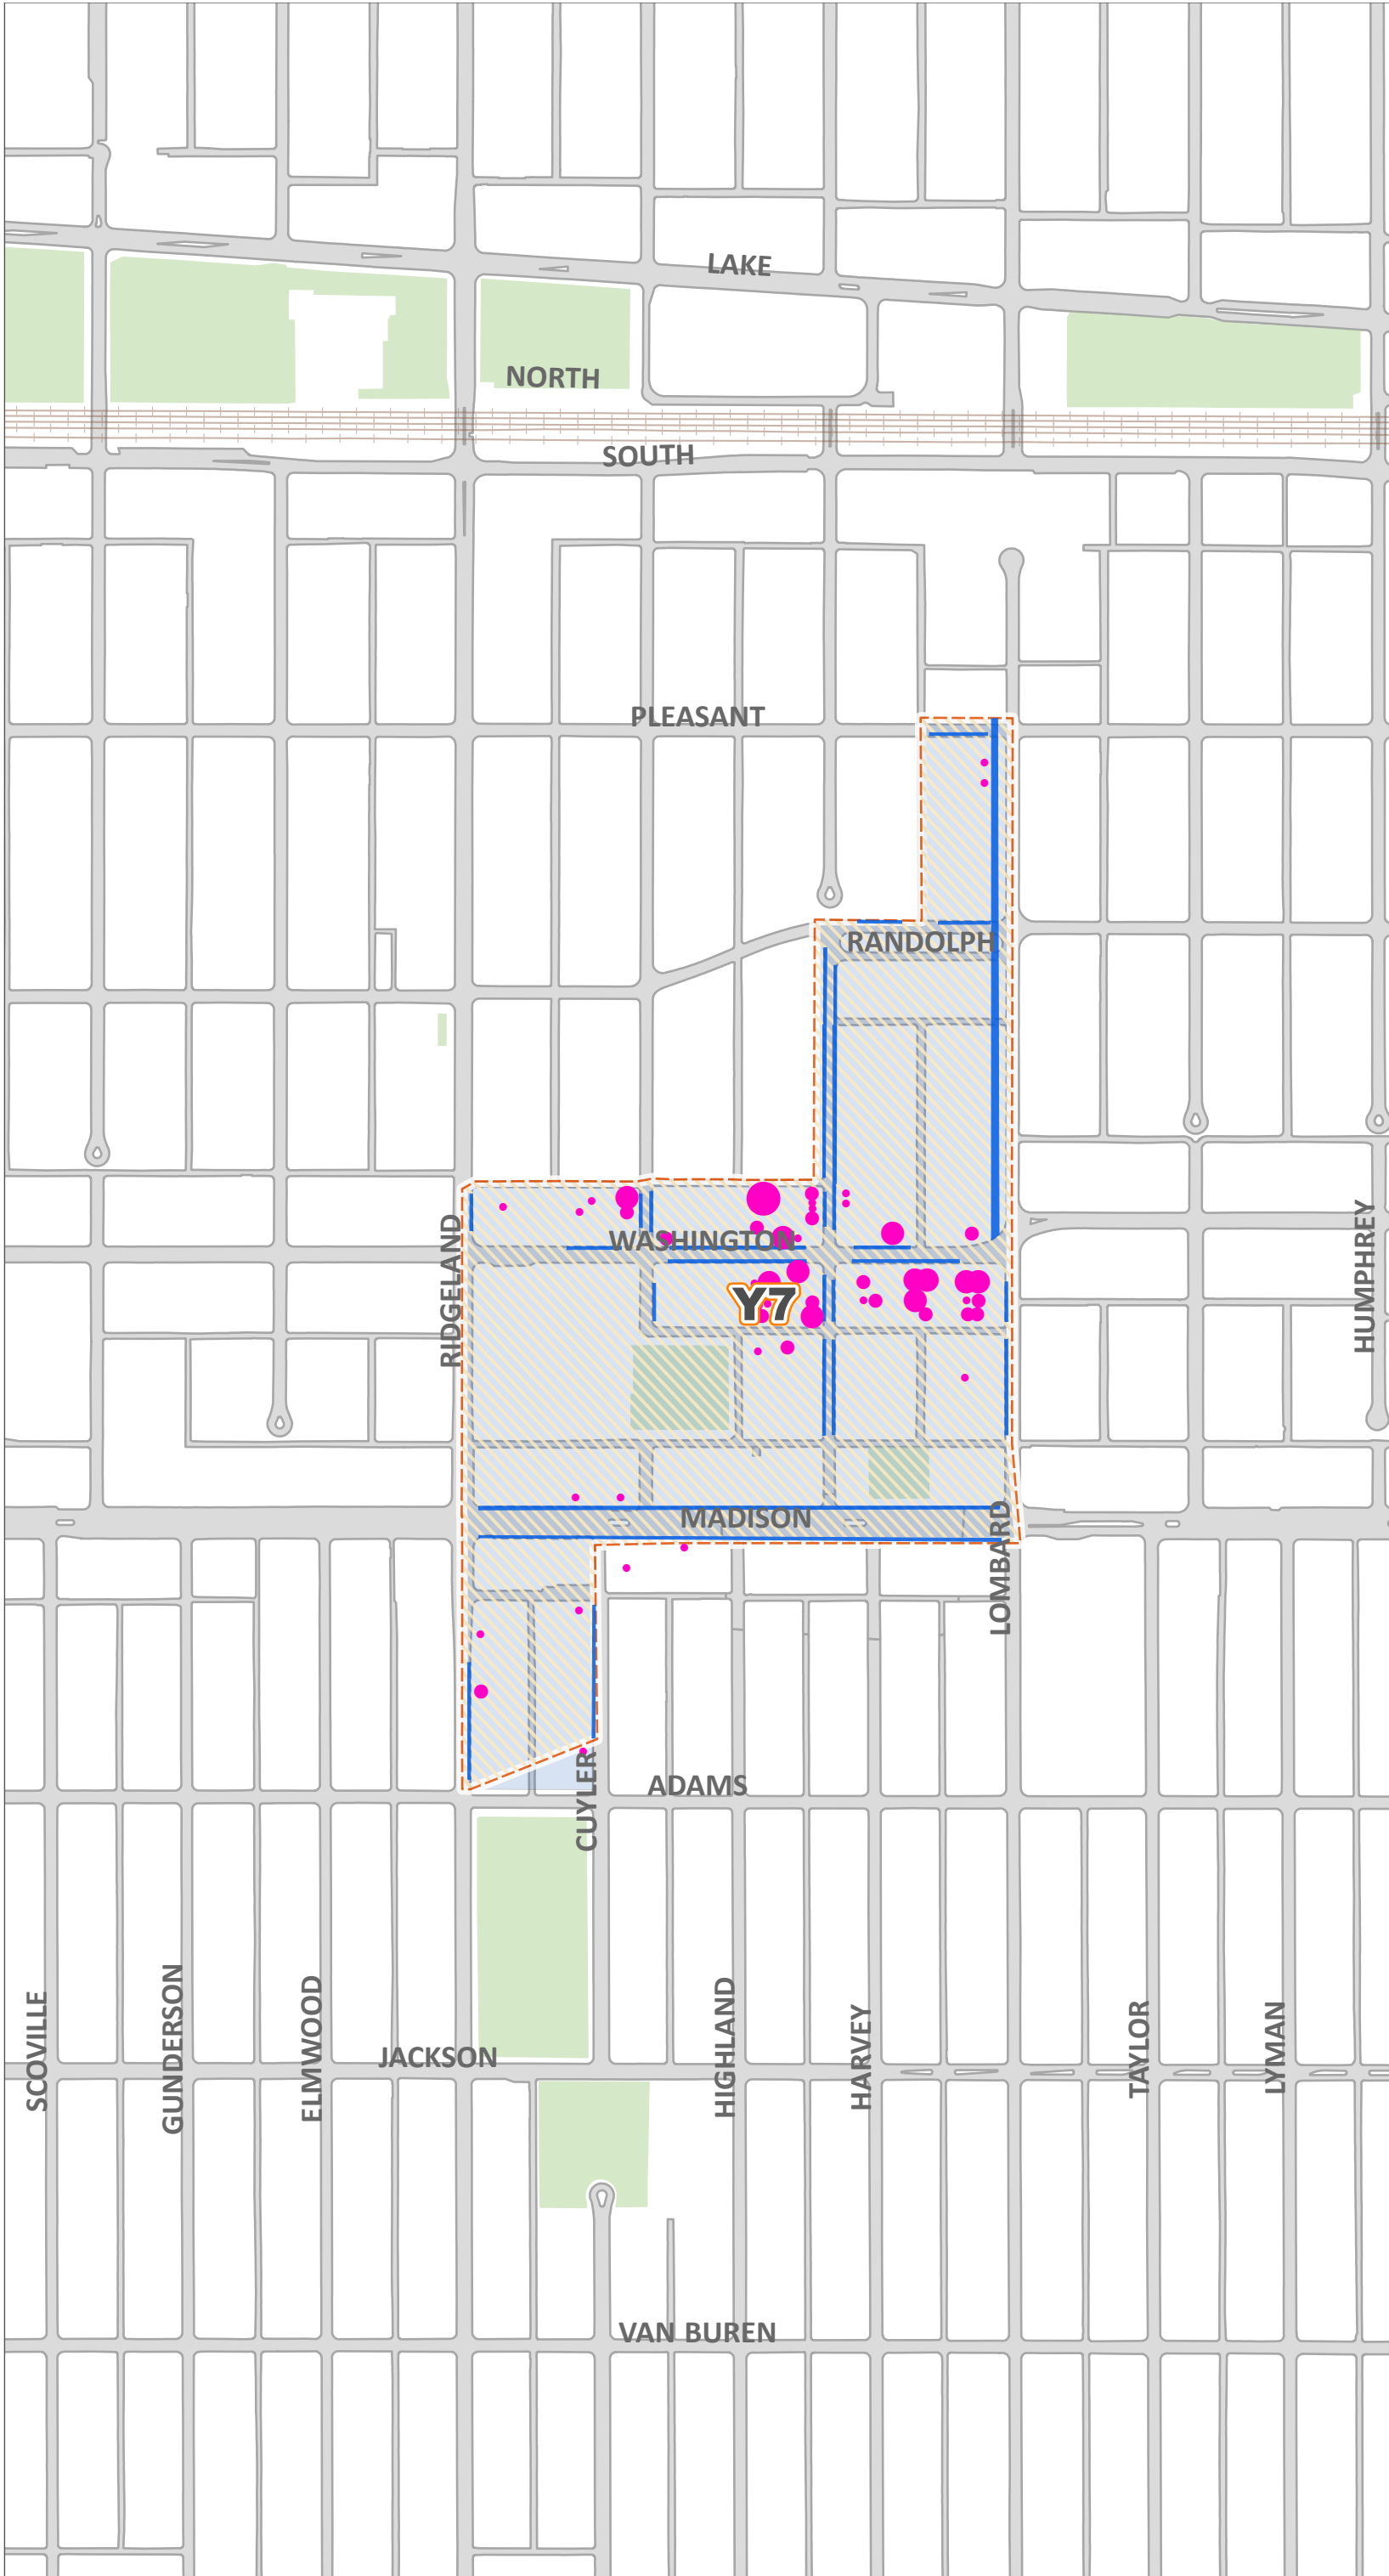 LAKE
NORTH
SOUTH
PLEASANT
RANDOLPH
WASHINGTON
RIDGELAND
HUMPHREY
Y7
MADISON
LOMBARD
CUYLER
ADAMS
SCOVILLE
GUNDERSON
ELMWOOD
JACKSON
HIGHLAND
HARVEY
TAYLOR
LYMAN
VAN BUREN